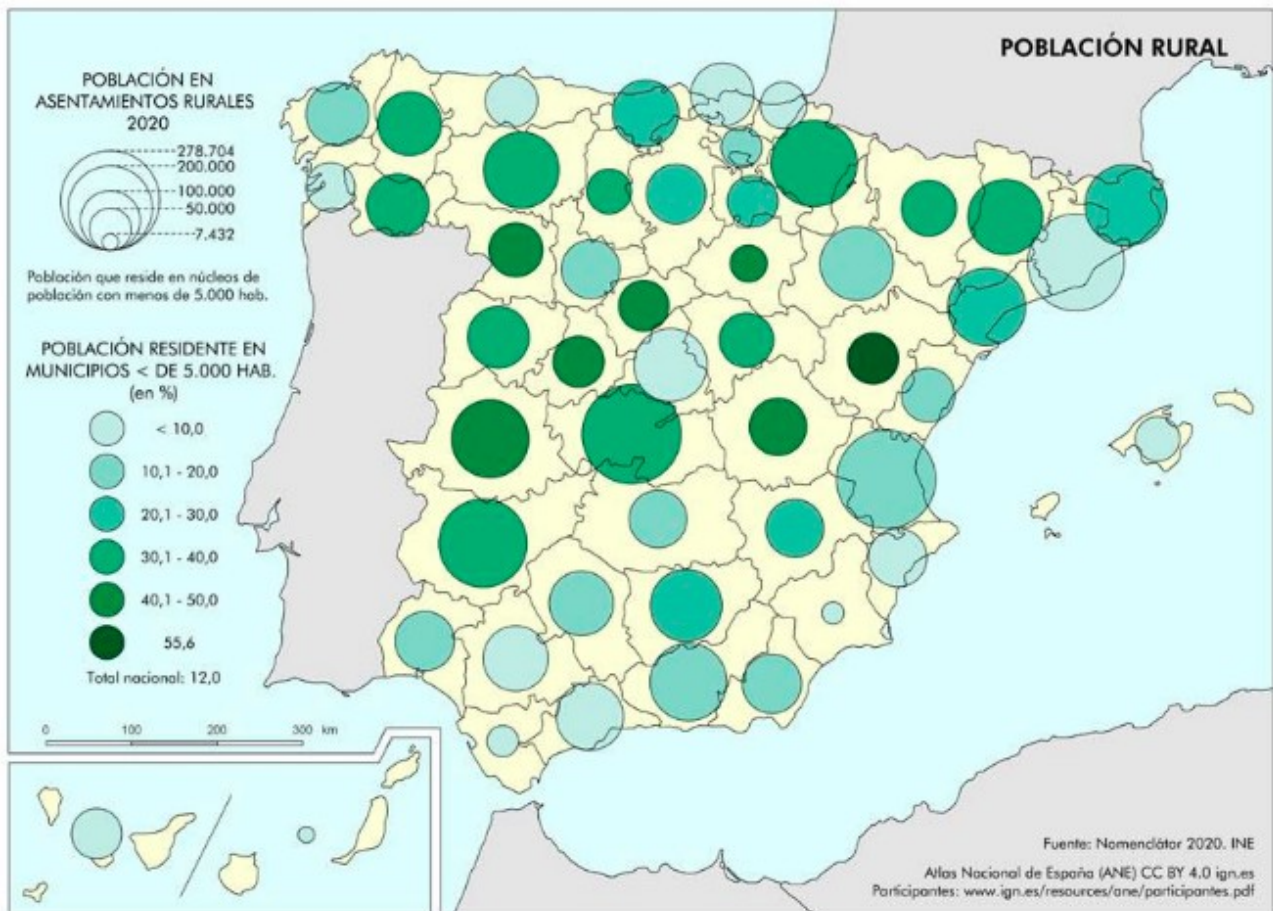 POBLACIÓN RURAL
POBLACIÓN EN
ASENTAMIENTOS RURALES
2020
278.704
200.000
100.000
50.000
7.432
Población que reside en núcleos de
población con menos de 5.000 hab.
POBLACIÓN RESIDENTE EN
MUNICIPIOS < DE 5.000 HAB.
(en %)
< 10,0
10,1 - 20,0
20,1 - 30,0
30,1 - 40,0
40,1 - 50,0
55,6
Total nacional: 12,0
0 100 200 300 km
Fuente: Nomenclátor 2020. INE
Atlas Nacional de España (ANE) CC BY 4.0 ign.es
Participantes: www.ign.es/resources/ane/participantes.pdf